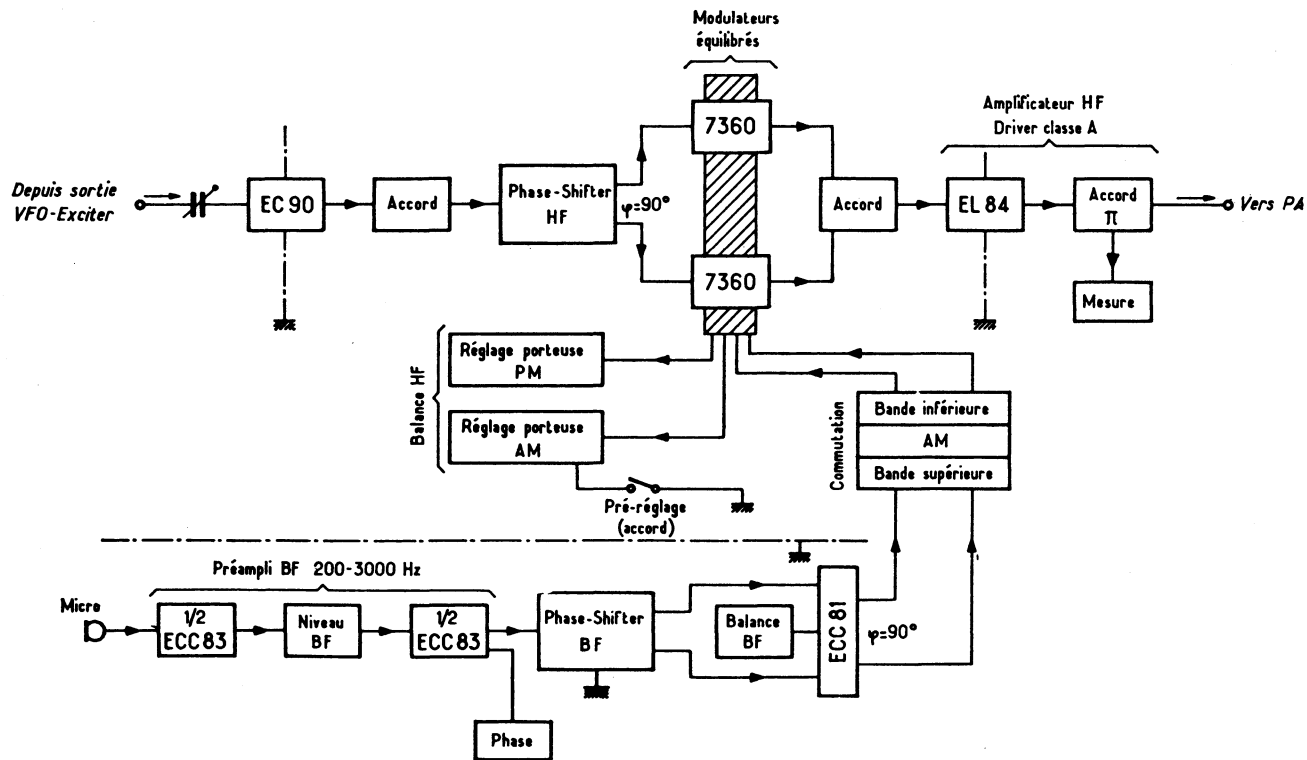 Modulateurs
équilibrés
7360
Amplificateur HF
Driver classe A
Depuis sortie
VFO-Exciter
EC 90
Accord
Phase-Shifter
HF
φ=90°
Accord
EL 84
Accord
π
Vers PA
7360
Mesure
Balance HF
Réglage porteuse
PM
Réglage porteuse
AM
Pré-réglage
(accord)
Commutation
Bande inférieure
AM
Bande supérieure
Préampli BF 200-3000 Hz
Micro
1/2
ECC 83
Niveau
BF
1/2
ECC 83
Phase-Shifter
BF
Balance
BF
ECC 81
φ=90°
Phase